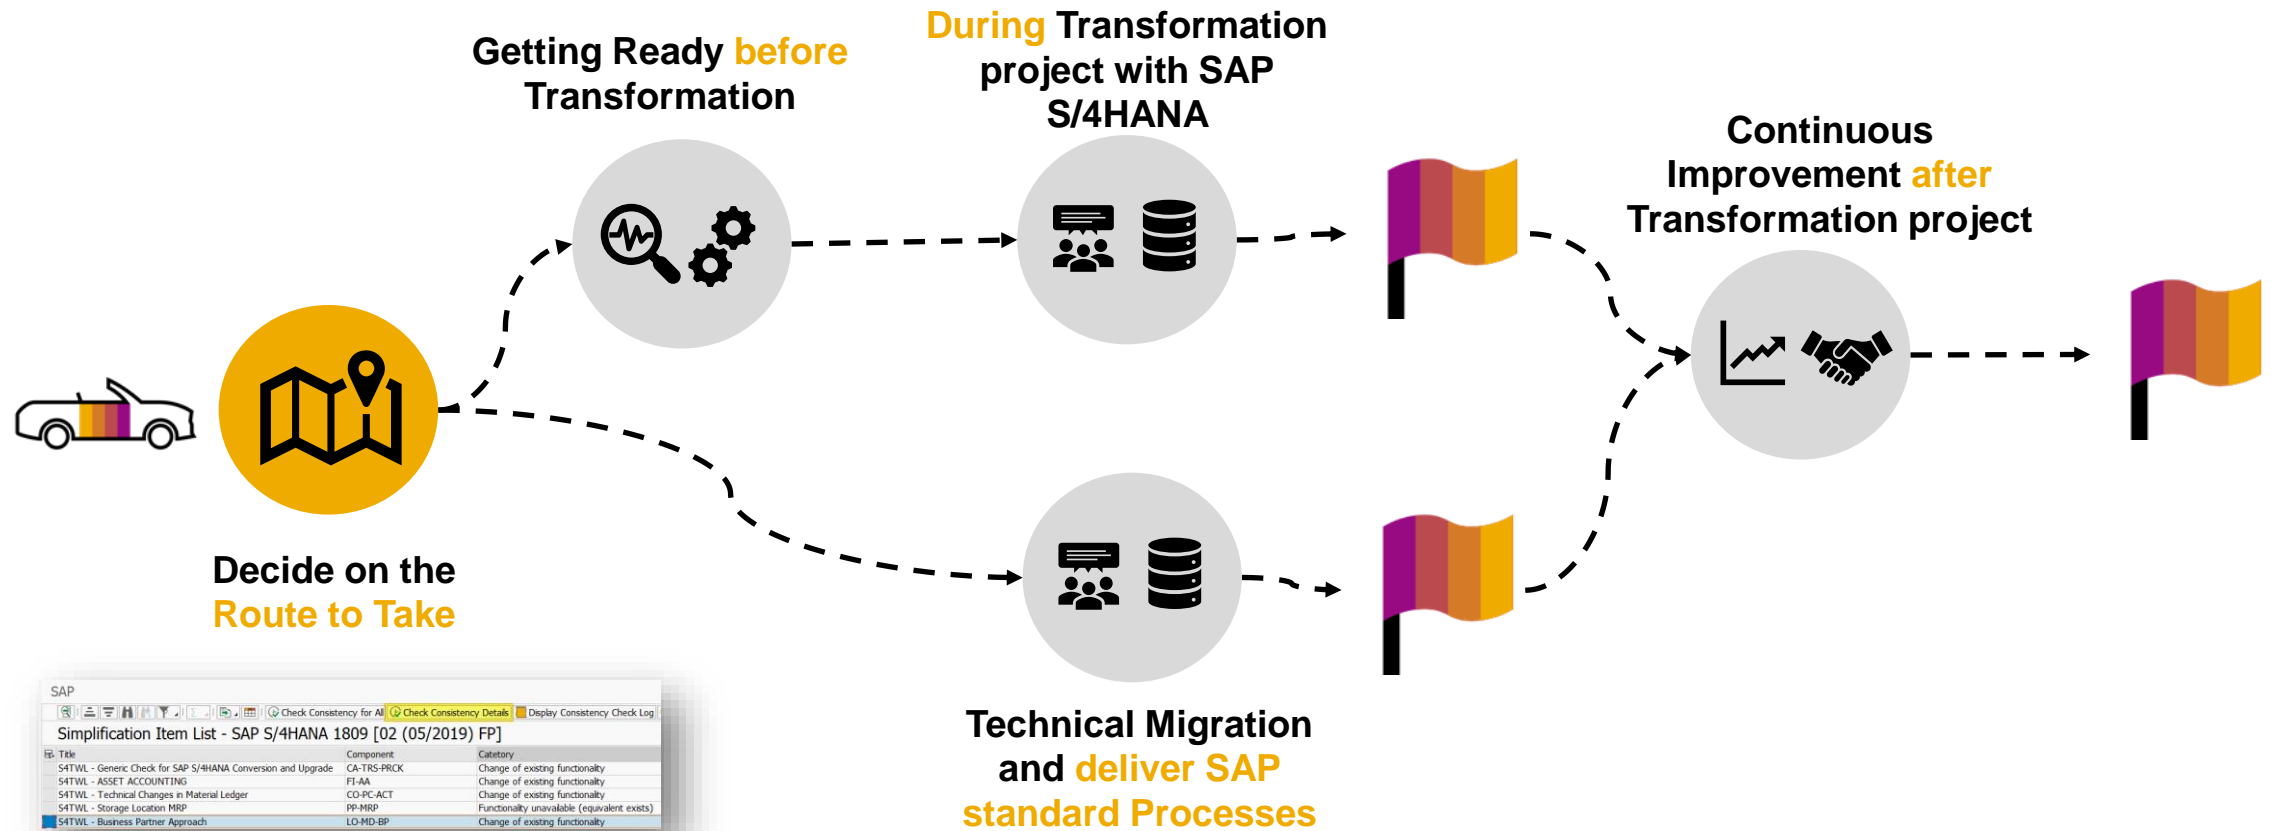 Getting Ready before
Transformation
During Transformation
project with SAP
S/4HANA
Continuous
Improvement after
Transformation project
Decide on the
Route to Take
Technical Migration
and deliver SAP
standard Processes
SAP
Check Consistency for All Check Consistency Details Display Consistency Check Log
Simplification Item List - SAP S/4HANA 1809 [02 (05/2019) FP]
Title Component Catetory
S4TWL - Generic Check for SAP S/4HANA Conversion and Upgrade CA-TRS-PRCK Change of existing functionality
S4TWL - ASSET ACCOUNTING FI-AA Change of existing functionality
S4TWL - Technical Changes in Material Ledger CO-PC-ACT Change of existing functionality
S4TWL - Storage Location MRP PP-MRP Functionality unavailable (equivalent exists)
S4TWL - Business Partner Approach LO-MD-BP Change of existing functionality